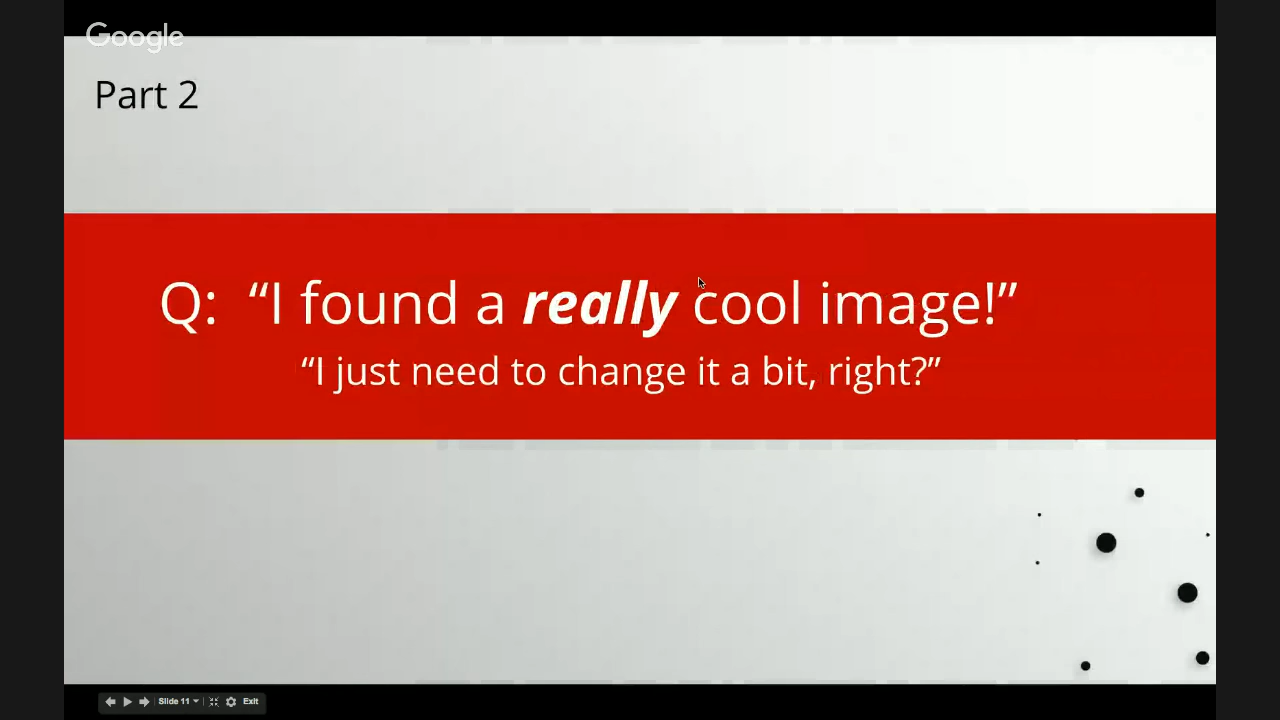 Google
Part 2
Q: “I found a really cool image!”
“I just need to change it a bit, right?”
Slide 11
Exit